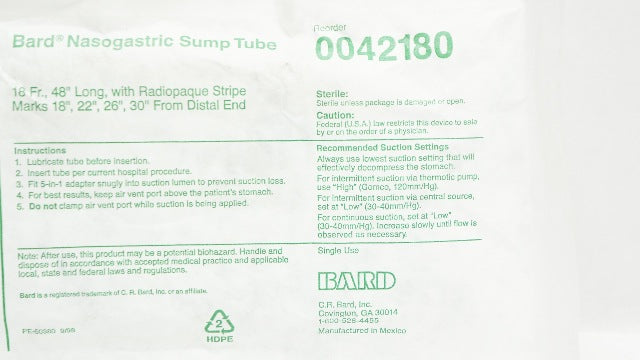 Bard® Nasogastric Sump Tube
18 Fr., 48" Long, with Radiopaque Stripe
Marks 18", 22", 26", 30" From Distal End
Instructions
1. Lubricate tube before insertion.
2. Insert tube per current hospital procedure.
3. Fit 5-in-1 adapter snugly into suction lumen to prevent suction loss.
4. For best results, keep air vent port above the patient's stomach.
5. Do not clamp air vent port while suction is being applied.
Note: After use, this product may be a potential biohazard. Handle and
dispose of in accordance with accepted medical practice and applicable
local, state and federal laws and regulations.
Bard is a registered trademark of C. R. Bard, Inc. or an affiliate.
2
HDPE
Reorder
0042180
Sterile:
Sterile unless package is damaged or open.
Caution:
Federal (U.S.A.) law restricts this device to sale
by or on the order of a physician.
Recommended Suction Settings
Always use lowest suction setting that will
effectively decompress the stomach.
For intermittent suction via thermotic pump,
use "High" (Gomco, 120mm/Hg).
For intermittent suction via central source,
set at "Low" (30-40mm/Hg).
For continuous suction, set at "Low"
(30-40mm/Hg). Increase slowly until flow is
observed as necessary.
Single Use
BARD
C.R. Bard, Inc.
Covington, GA 30014
1-800-526-4455
Manufactured in Mexico